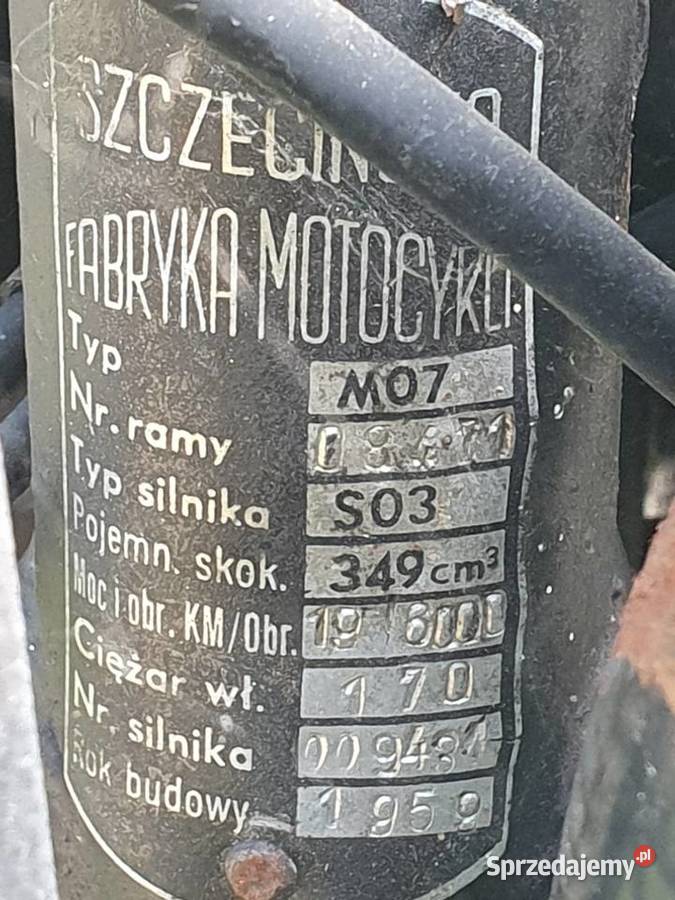 FABRYKA MOTOCYKLI
Typ M07
Nr. ramy
Typ silnika S03
Pojemn. skok. 349 cm³
Moc i obr. KM/Obr. 19 6000
Ciężar wł. 170
Nr. silnika
Rok budowy 1959
Sprzedajemy.pl